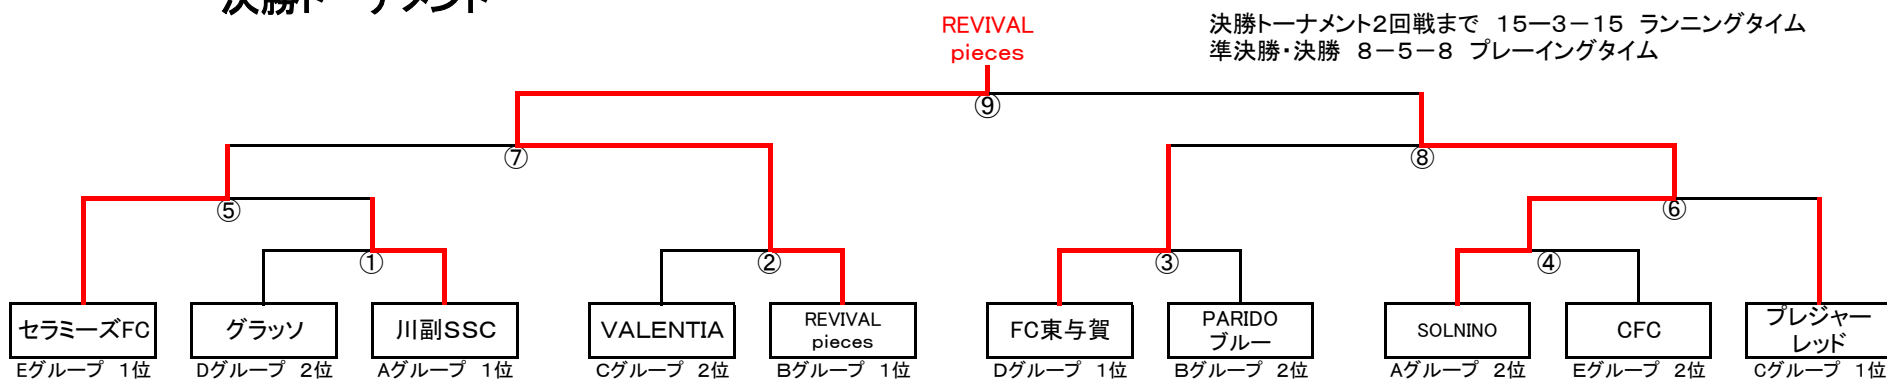 決勝トーナメント
REVIVAL
pieces
決勝トーナメント2回戦まで 15ー3－15 ランニングタイム
準決勝・決勝 8－5－8 プレーイングタイム
⑨
⑦
⑧
⑤
⑥
①
②
③
④
セラミーズFC
グラッソ
川副SSC
VALENTIA
REVIVAL
pieces
FC東与賀
PARIDO
ブルー
SOLNINO
CFC
プレジャー
レッド
Eグループ 1位
Dグループ 2位
Aグループ 1位
Cグループ 2位
Bグループ 1位
Dグループ 1位
Bグループ 2位
Aグループ 2位
Eグループ 2位
Cグループ 1位